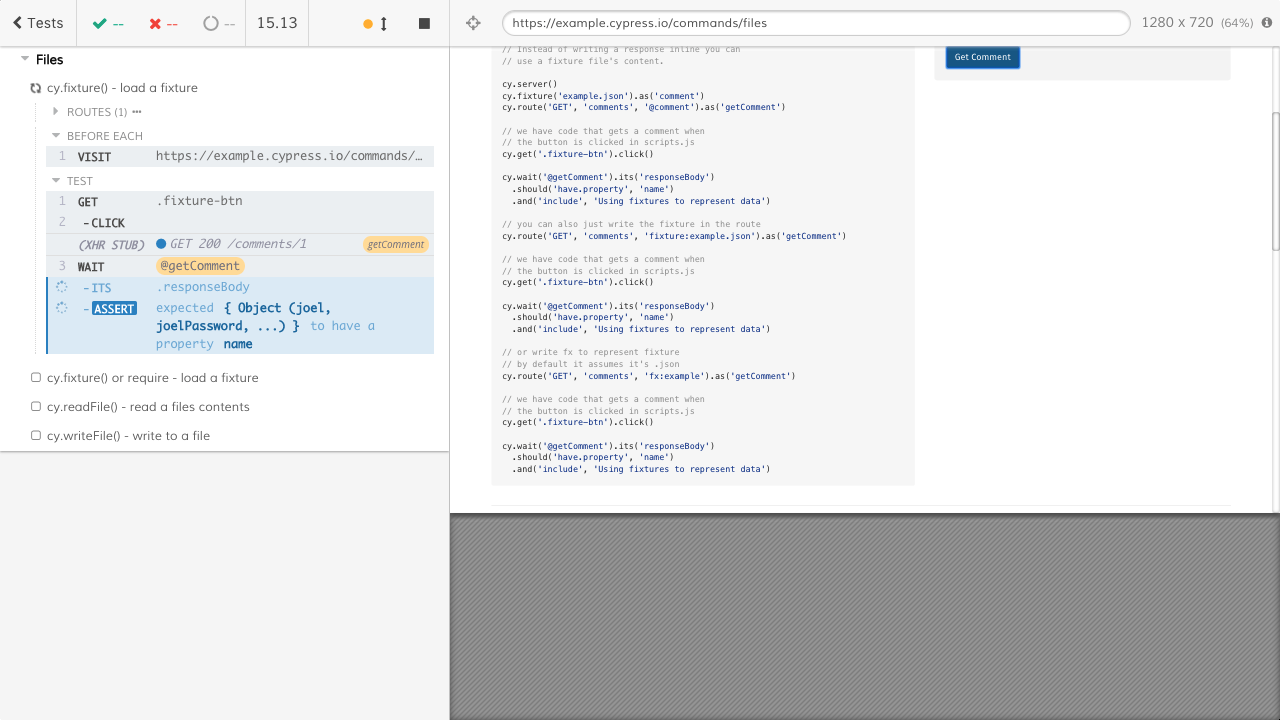 Tests
--
--
--
15.13
https://example.cypress.io/commands/files
1280 x 720 (64%)
Files
cy.fixture() - load a fixture
ROUTES (1)
BEFORE EACH
1 VISIT https://example.cypress.io/commands/…
TEST
1 GET .fixture-btn
2 -CLICK
(XHR STUB) GET 200 /comments/1 getComment
3 WAIT @getComment
-ITS .responseBody
-ASSERT expected { Object (joel,
joelPassword, ...) } to have a
property name
cy.fixture() or require - load a fixture
cy.readFile() - read a files contents
cy.writeFile() - write to a file
// Instead of writing a response inline you can
// use a fixture file's content.
cy.server()
cy.fixture('example.json').as('comment')
cy.route('GET', 'comments', '@comment').as('getComment')
// we have code that gets a comment when
// the button is clicked in scripts.js
cy.get('.fixture-btn').click()
cy.wait('@getComment').its('responseBody')
.should('have.property', 'name')
.and('include', 'Using fixtures to represent data')
// you can also just write the fixture in the route
cy.route('GET', 'comments', 'fixture:example.json').as('getComment')
// we have code that gets a comment when
// the button is clicked in scripts.js
cy.get('.fixture-btn').click()
cy.wait('@getComment').its('responseBody')
.should('have.property', 'name')
.and('include', 'Using fixtures to represent data')
// or write fx to represent fixture
// by default it assumes it's .json
cy.route('GET', 'comments', 'fx:example').as('getComment')
// we have code that gets a comment when
// the button is clicked in scripts.js
cy.get('.fixture-btn').click()
cy.wait('@getComment').its('responseBody')
.should('have.property', 'name')
.and('include', 'Using fixtures to represent data')
Get Comment